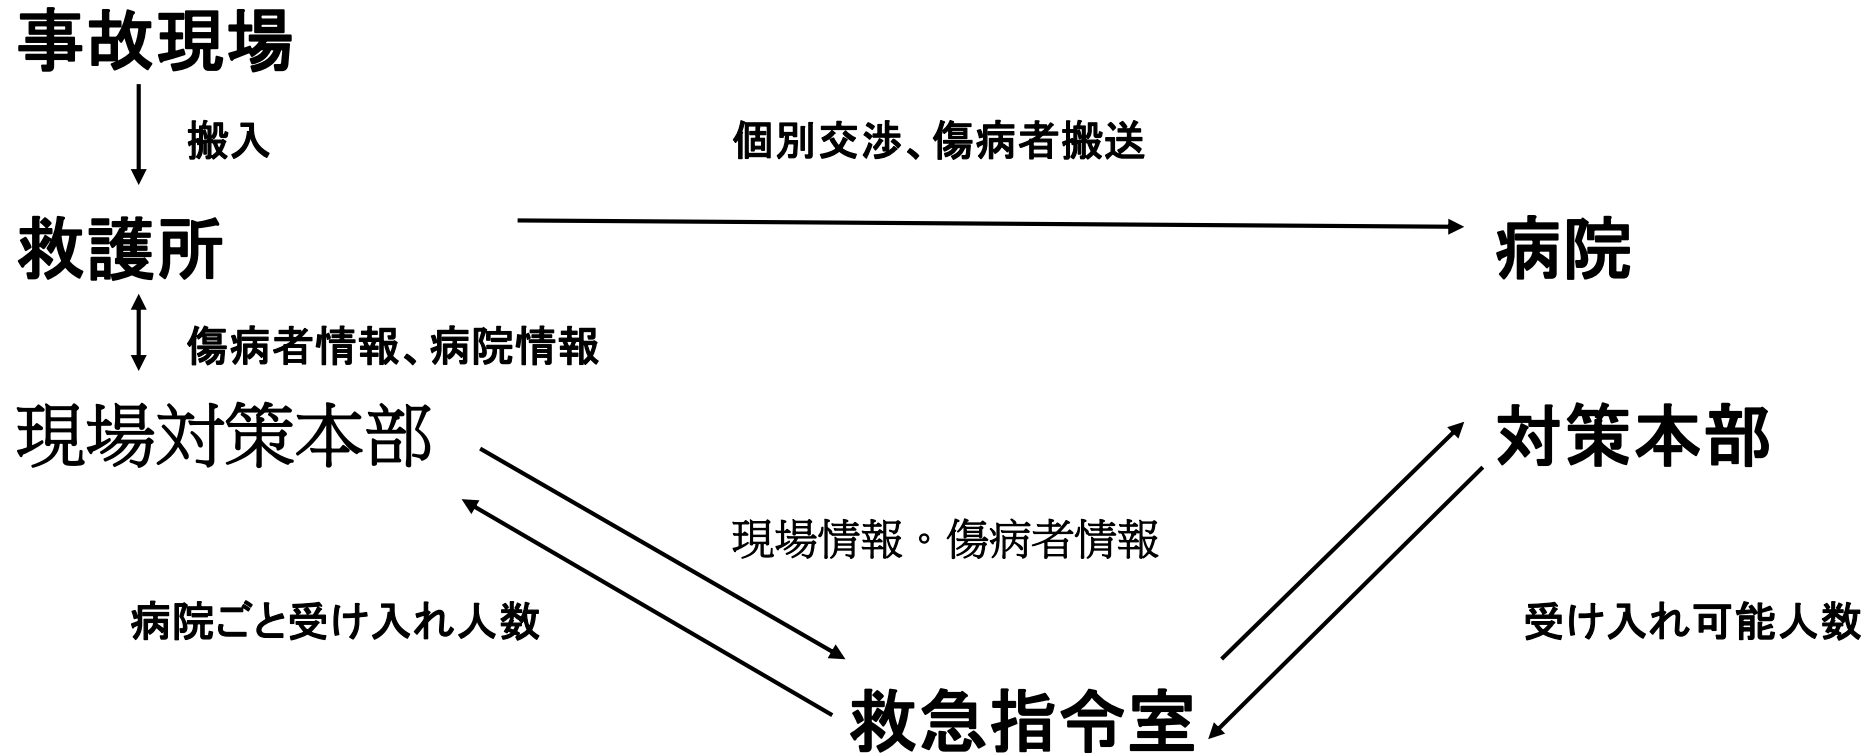 事故現場
搬入
個別交渉、傷病者搬送
救護所
病院
傷病者情報、病院情報
現場対策本部
対策本部
現場情報。傷病者情報
病院ごと受け入れ人数
受け入れ可能人数
救急指令室